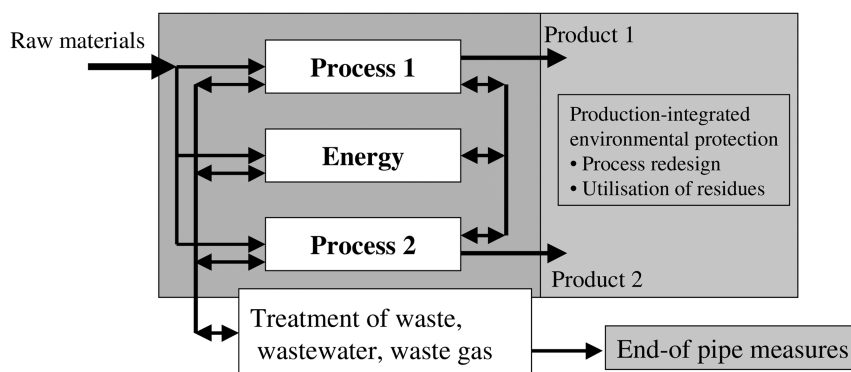 Raw materials
Process 1
Product 1
Production-integrated
environmental protection
• Process redesign
• Utilisation of residues
Energy
Process 2
Product 2
Treatment of waste,
wastewater, waste gas
End-of pipe measures